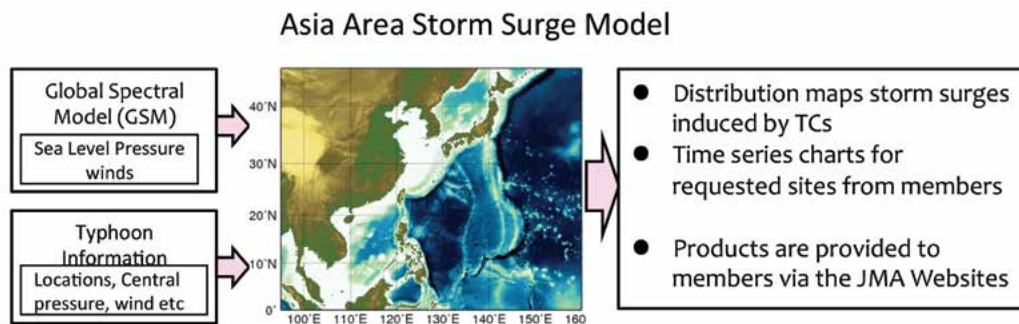 Asia Area Storm Surge Model
Global Spectral
Model (GSM)
Sea Level Pressure
winds
Typhoon
Information
Locations, Central
pressure, wind etc
40°N
30°N
20°N
10°N
0°
100°E 110°E 120°E 130°E 140°E 150°E 160
● Distribution maps storm surges
induced by TCs
● Time series charts for
requested sites from members
● Products are provided to
members via the JMA Websites